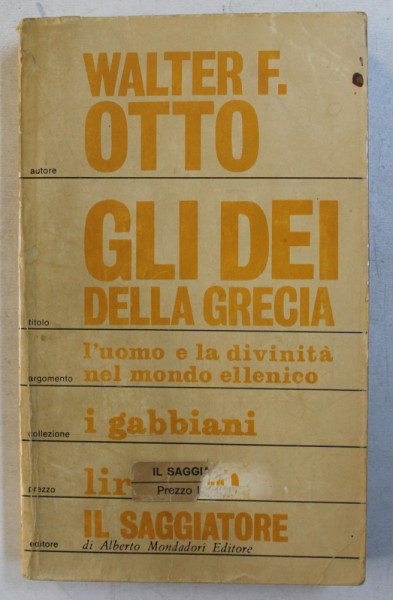 WALTER F.
OTTO
autore
GLI DEI
DELLA GRECIA
titolo
l'uomo e la divinità
argomento nel mondo ellenico
collezione i gabbiani
IL SAGGIA
prezzo lir
Prezzo
IL SAGGIATORE
editore di Alberto Mondadori Editore